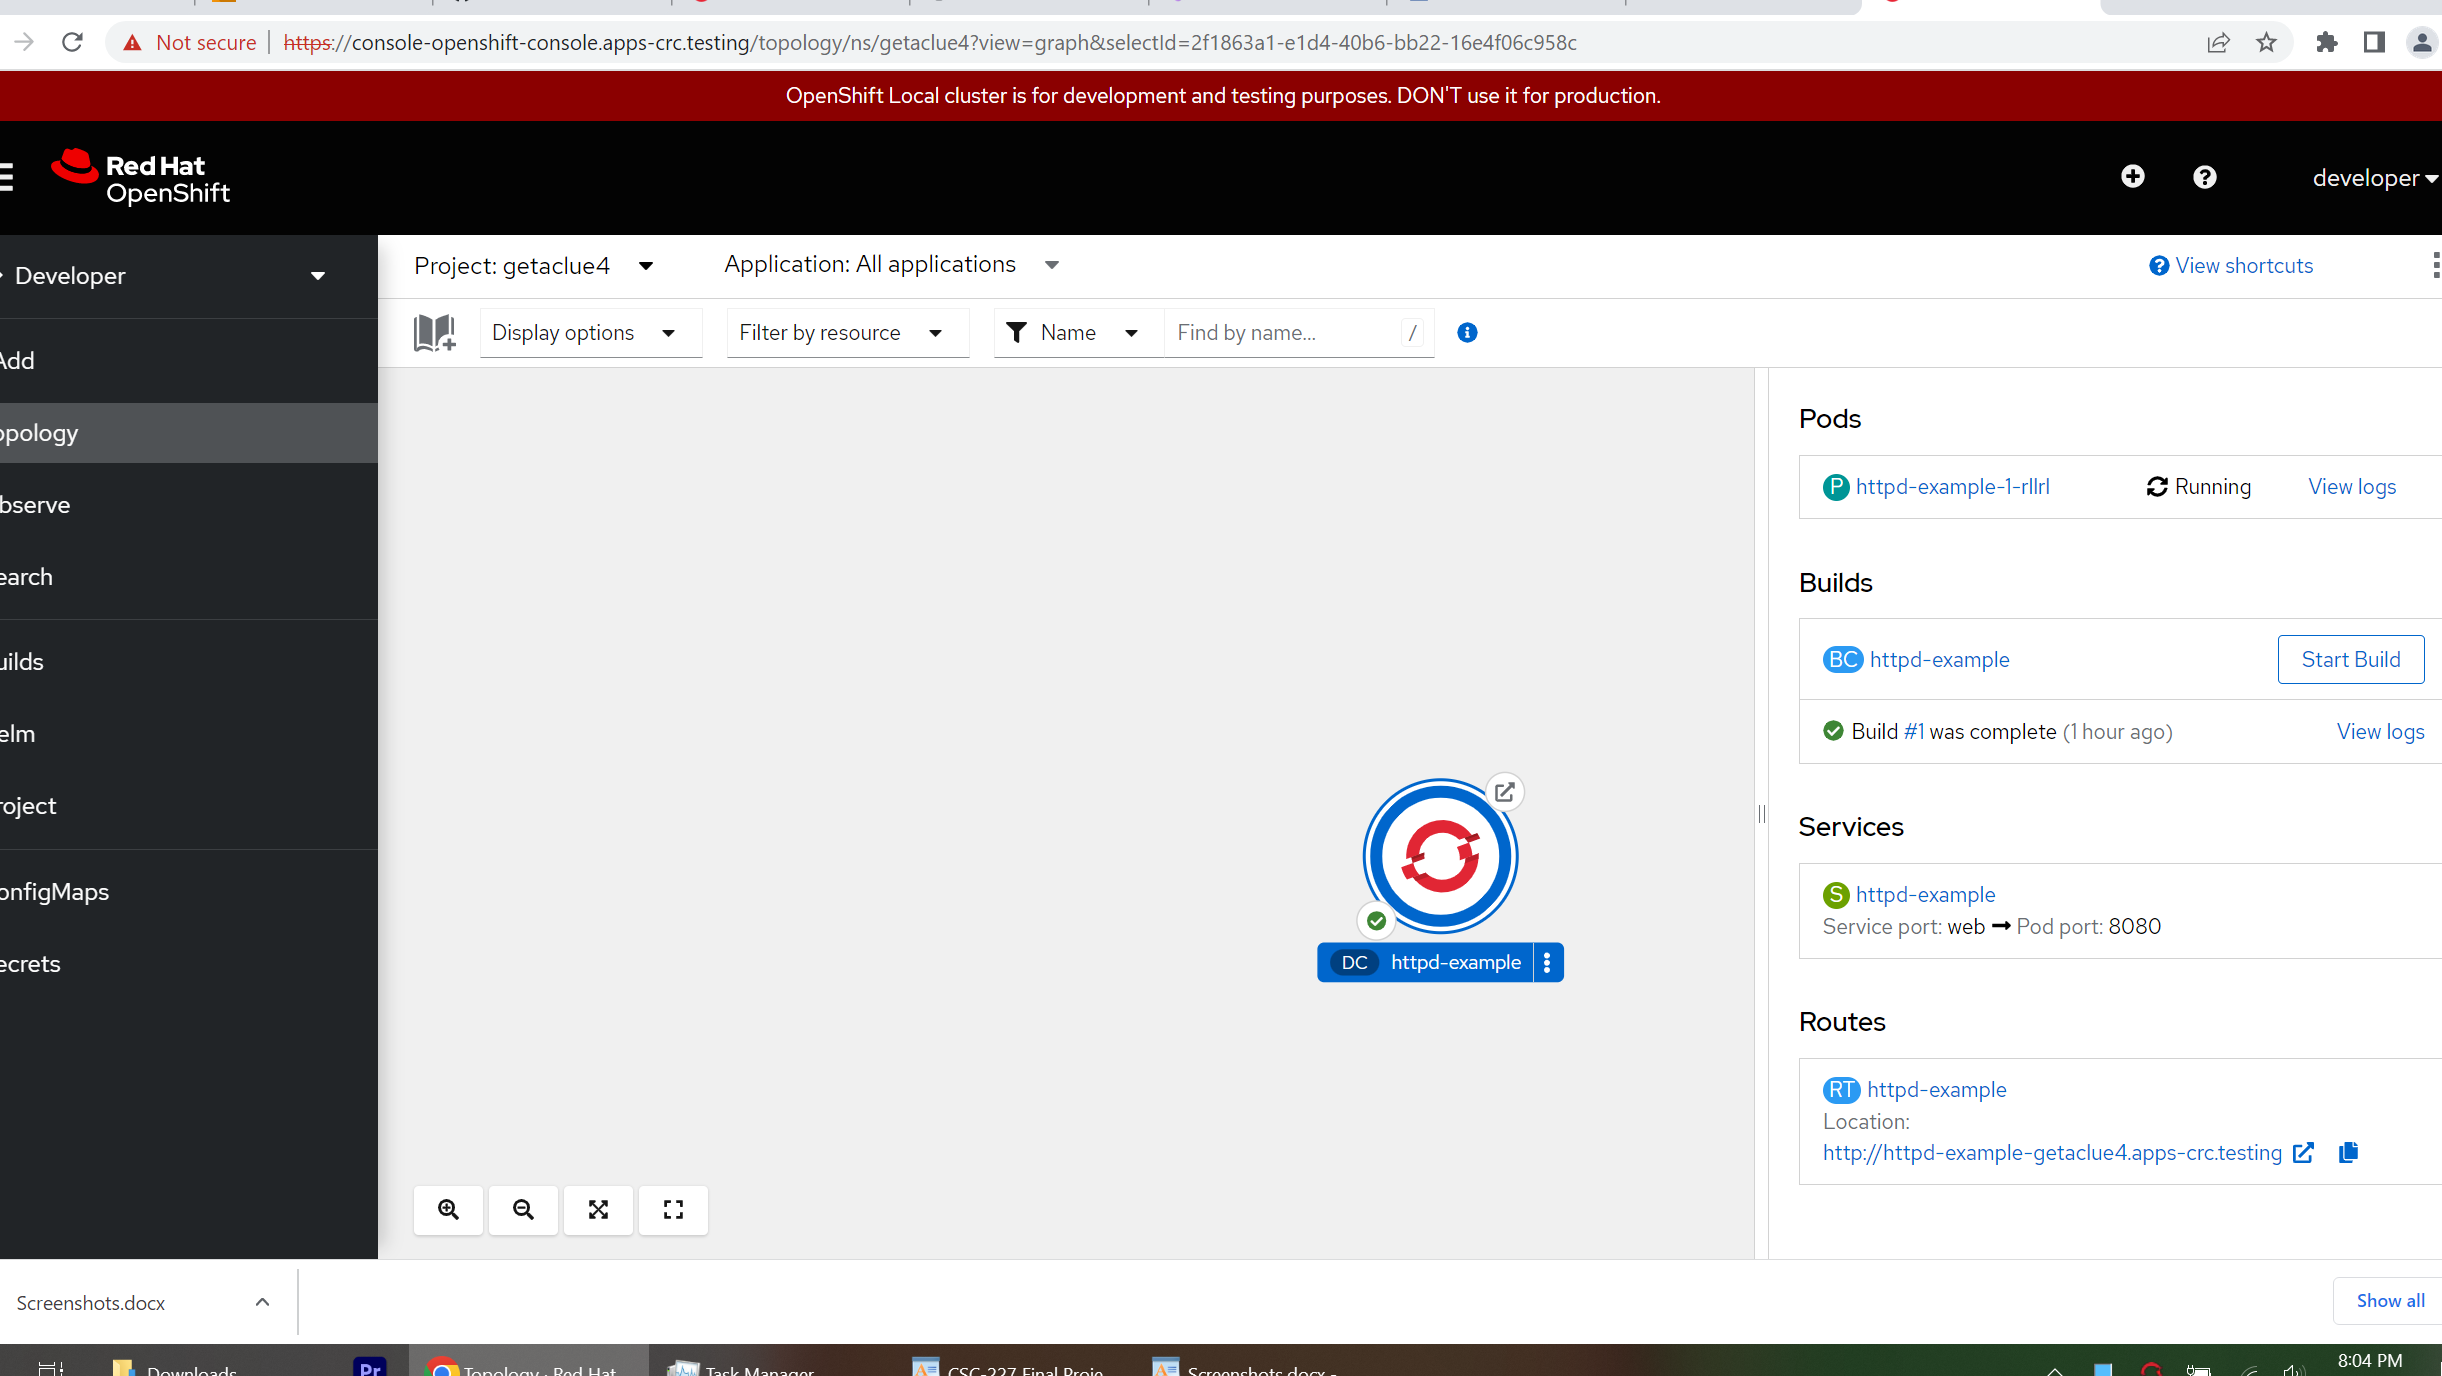 Not secure | https://console-openshift-console.apps-crc.testing/topology/ns/getaclue4?view=graph&selectId=2f1863a1-e1d4-40b6-bb22-16e4f06c958c
OpenShift Local cluster is for development and testing purposes. DON'T use it for production.
Red Hat
OpenShift
developer
Developer
Add
opology
bserve
earch
uilds
elm
roject
onfigMaps
ecrets
Project: getaclue4
Application: All applications
View shortcuts
Display options
Filter by resource
Name
Find by name...
/
DC httpd-example
Pods
P httpd-example-1-rllrl
Running
View logs
Builds
BC httpd-example
Start Build
Build #1 was complete (1 hour ago)
View logs
Services
S httpd-example
Service port: web → Pod port: 8080
Routes
RT httpd-example
Location:
http://httpd-example-getaclue4.apps-crc.testing
Screenshots.docx
Show all
Downloads
Pr
Topology · Red Hat
Task Manager
CSC-227 Final Proje
Screenshots.docx -
8:04 PM